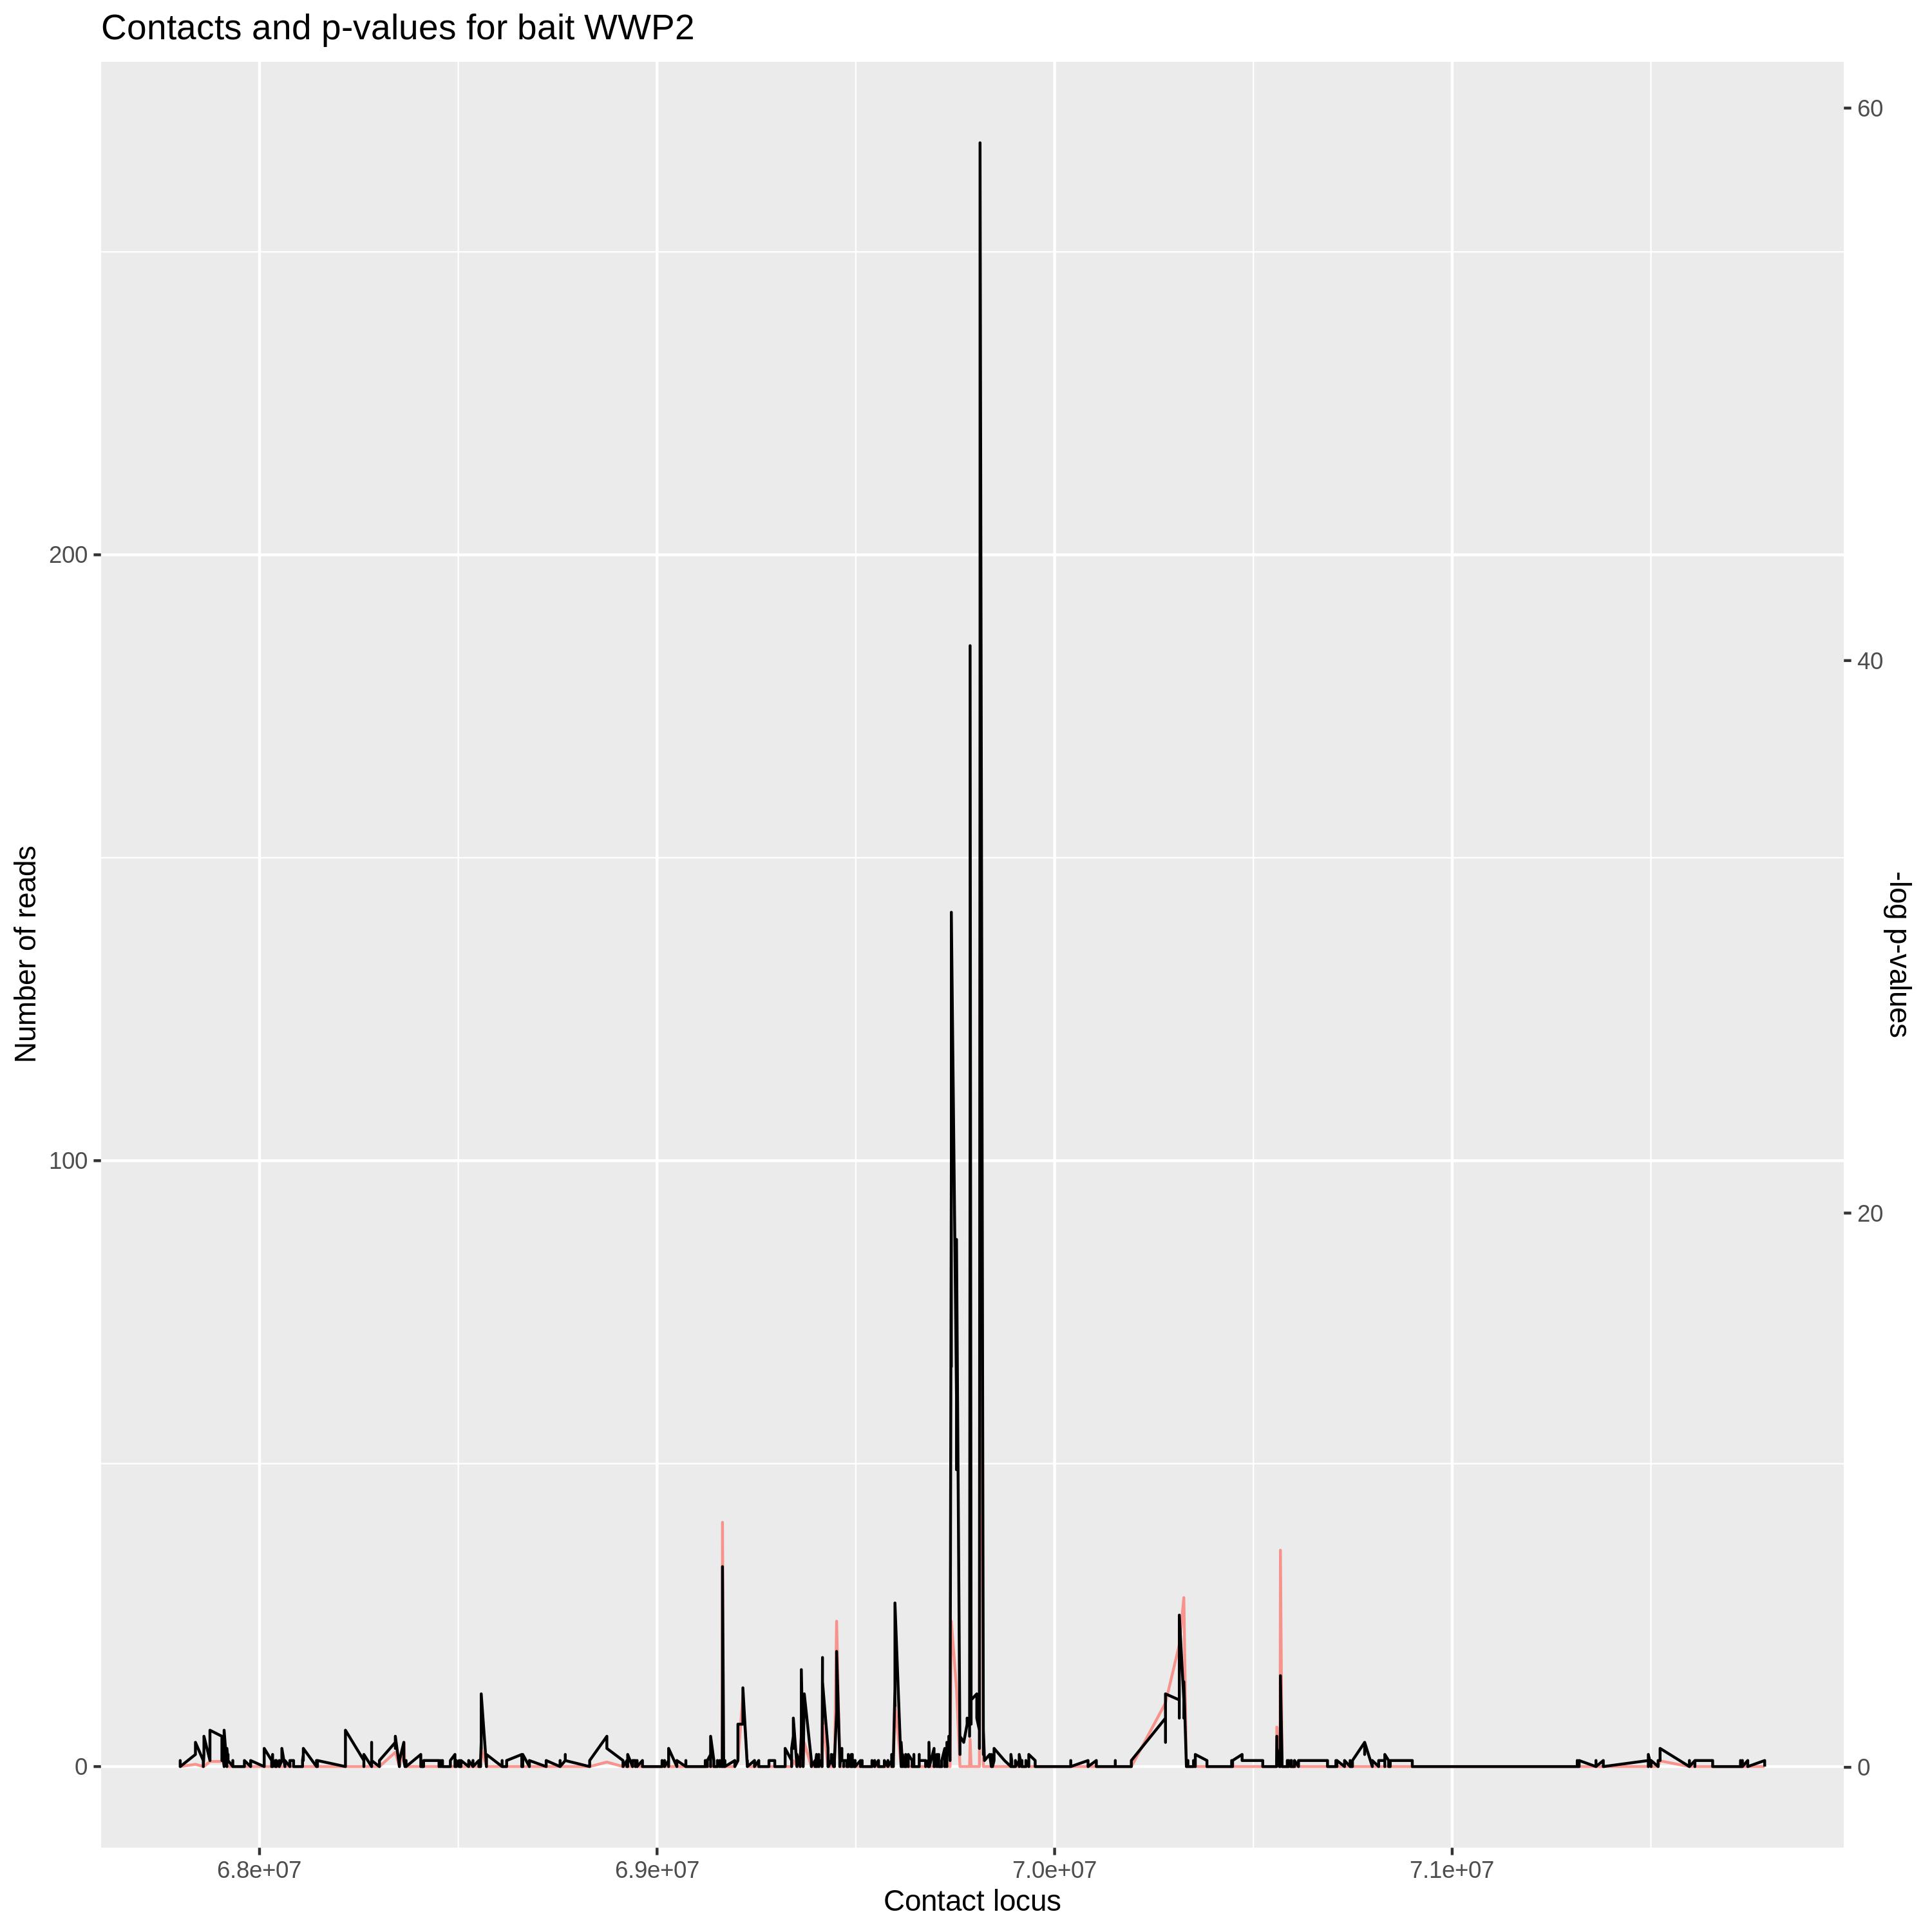 Contacts and p-values for bait WWP2
60
200
40
Number of reads
-log p-values
100
20
0
0
6.8e+07
6.9e+07
7.0e+07
7.1e+07
Contact locus